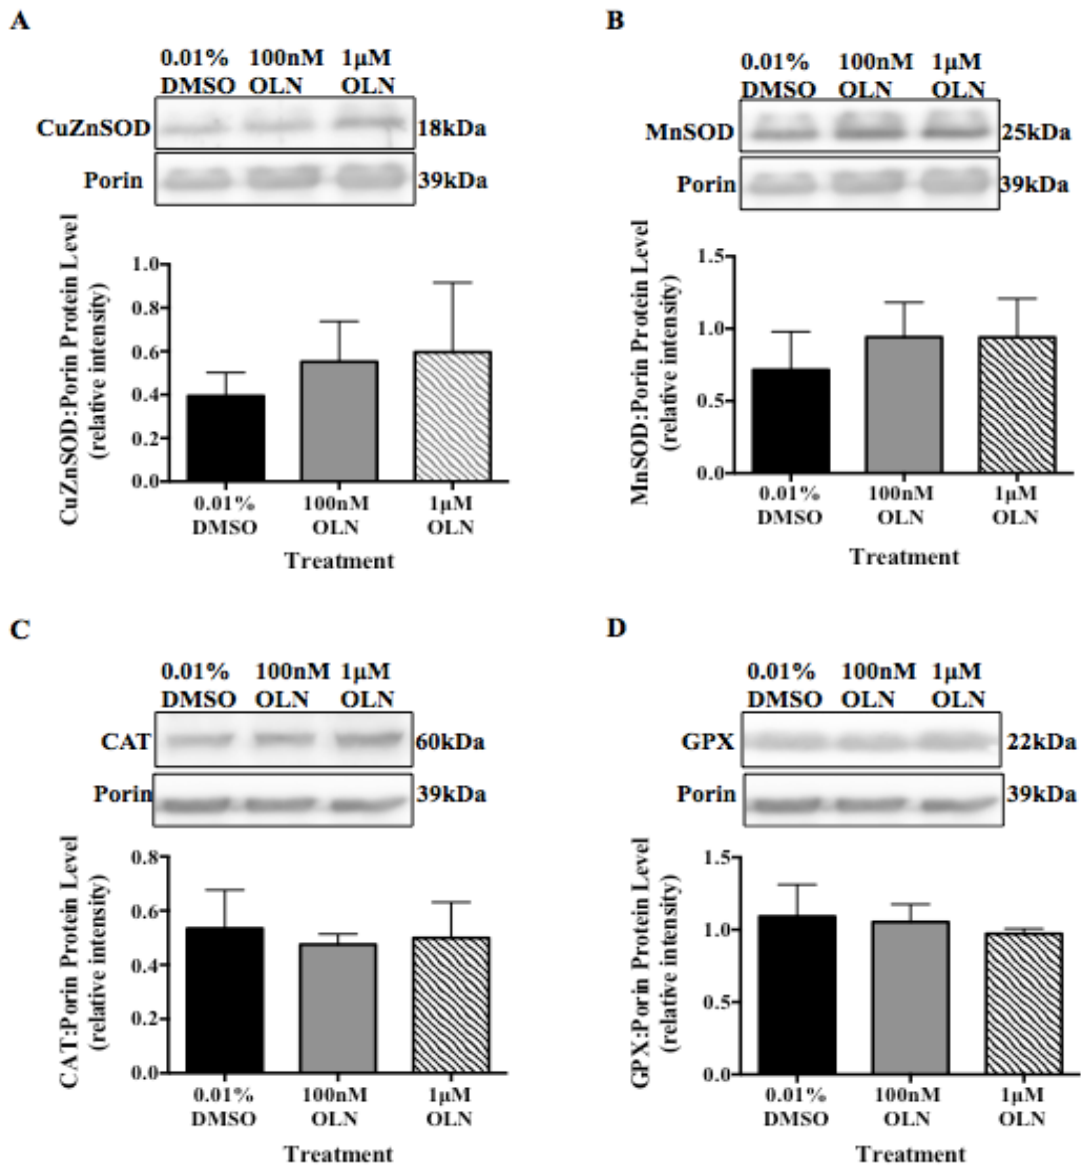 A
0.01% 100nM 1μM
DMSO OLN OLN
CuZnSOD 18kDa
Porin 39kDa
CuZnSOD:Porin Protein Level
(relative intensity)
1.0
0.8
0.6
0.4
0.2
0.0
0.01% 100nM 1μM
DMSO OLN OLN
Treatment
B
0.01% 100nM 1μM
DMSO OLN OLN
MnSOD 25kDa
Porin 39kDa
MnSOD:Porin Protein Level
(relative intensity)
1.5
1.0
0.5
0.0
0.01% 100nM 1μM
DMSO OLN OLN
Treatment
C
0.01% 100nM 1μM
DMSO OLN OLN
CAT 60kDa
Porin 39kDa
CAT:Porin Protein Level
(relative intensity)
0.8
0.6
0.4
0.2
0.0
0.01% 100nM 1μM
DMSO OLN OLN
Treatment
D
0.01% 100nM 1μM
DMSO OLN OLN
GPX 22kDa
Porin 39kDa
GPX:Porin Protein Level
(relative intensity)
1.5
1.0
0.5
0.0
0.01% 100nM 1μM
DMSO OLN OLN
Treatment